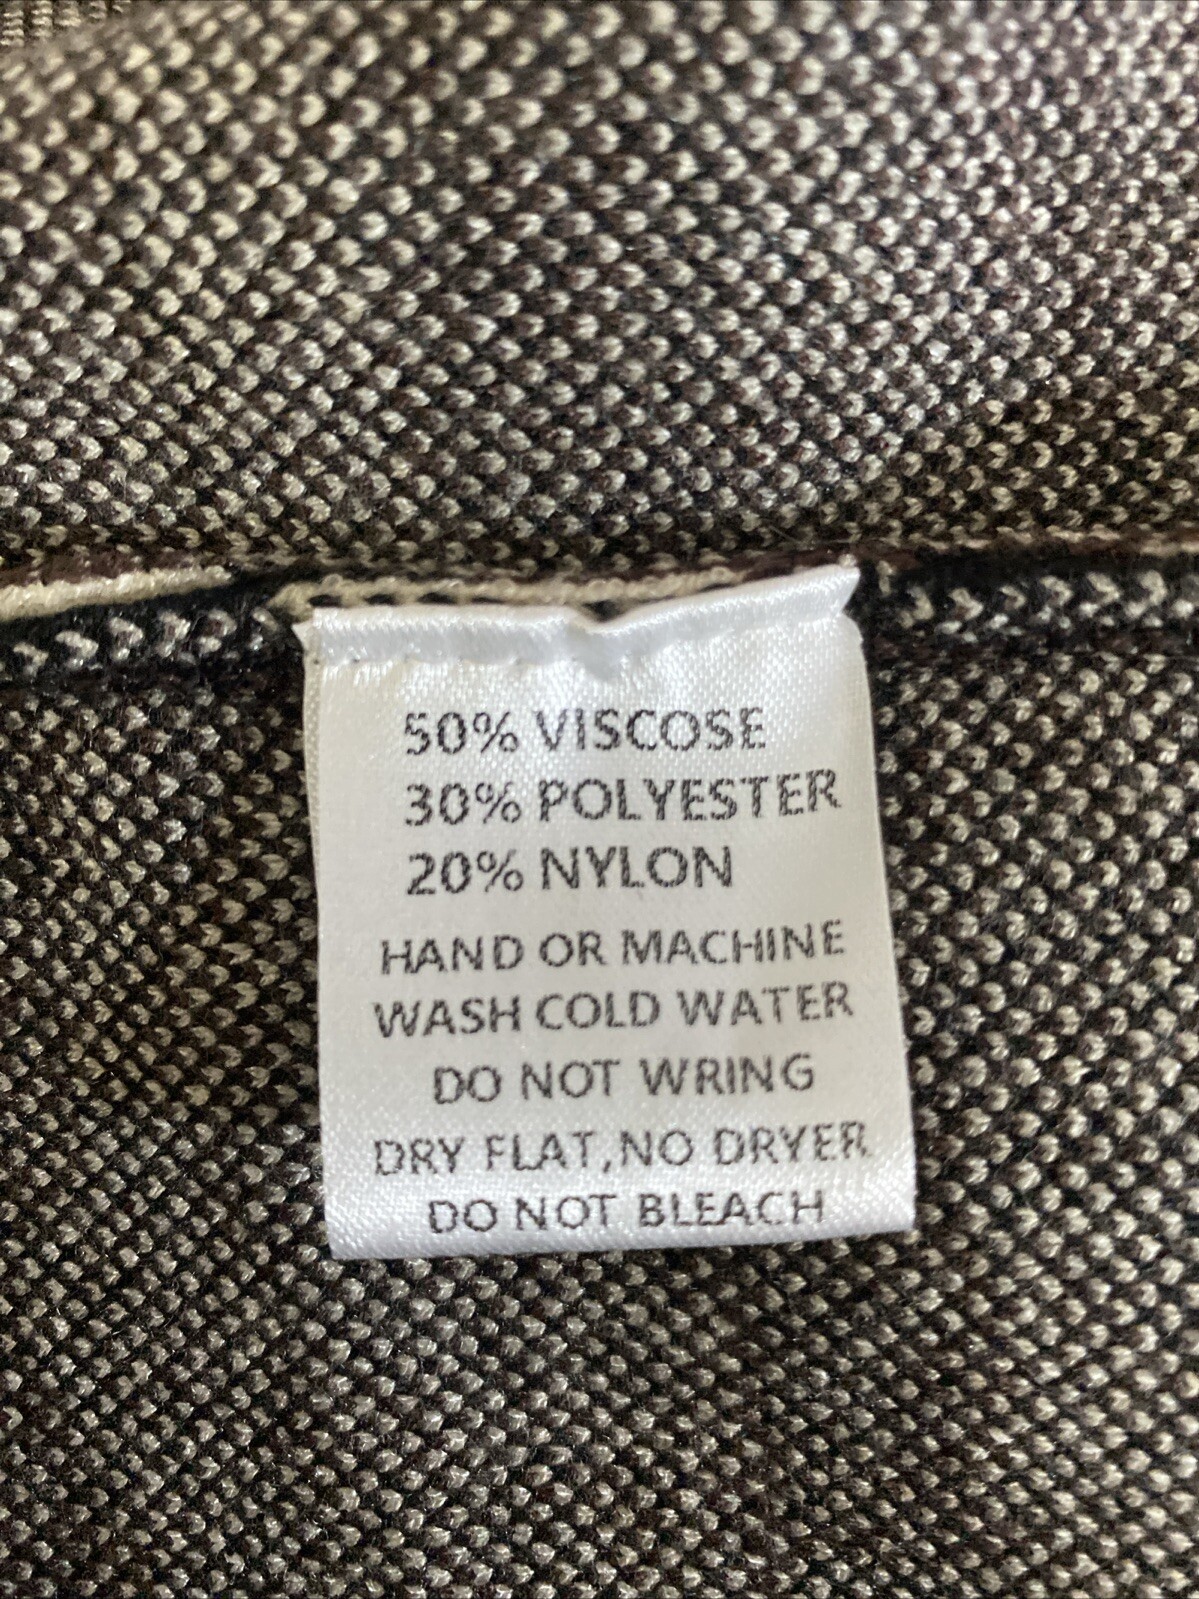 50% VISCOSE
30% POLYESTER
20% NYLON
HAND OR MACHINE
WASH COLD WATER
DO NOT WRING
DRY FLAT,NO DRYER
DO NOT BLEACH